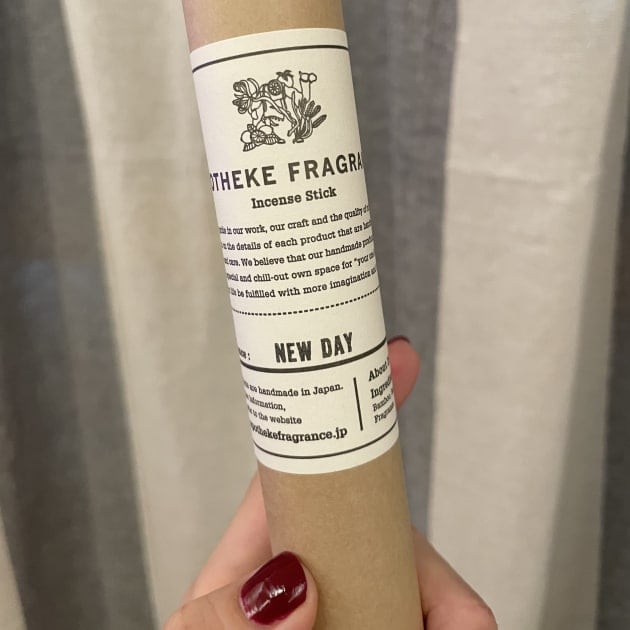 OTHEKE FRAGRA
Incense Stick
in our work, our craft and the quality of
the details of each product that are
and care. We believe that our handmade
special and chill-out own space for "your
be fulfilled with more imagination
NEW DAY
are handmade in Japan.
information,
to the website
othekefragrance.jp
About
Ingre
Bamboo
Fragrance